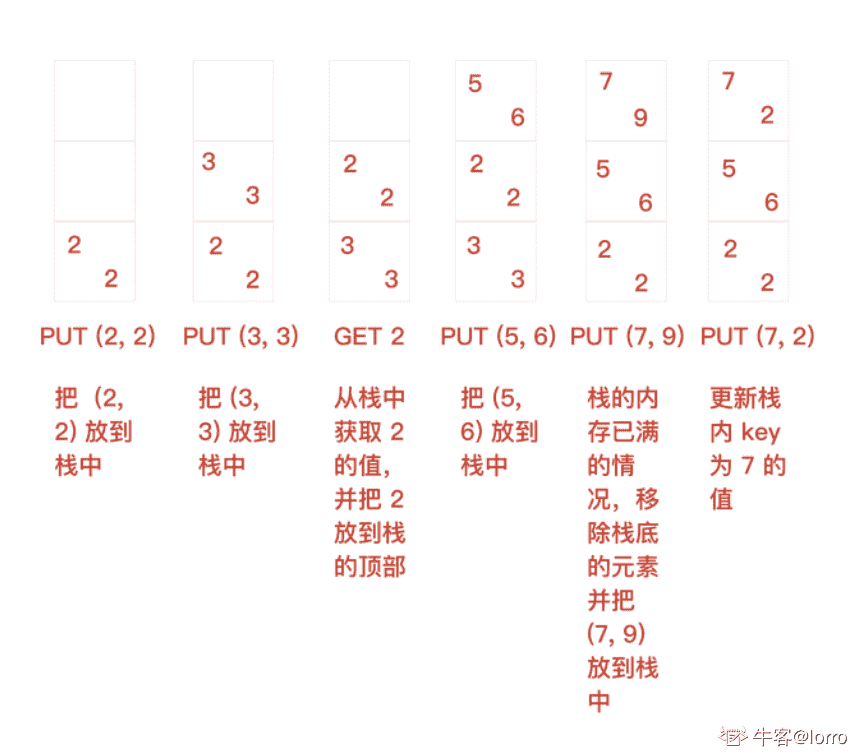 5 7 7
6 9 2
3 2 2 5 5
3 2 2 6 6
2 2 3 3 2 2
2 2 3 3 2 2
PUT (2, 2) PUT (3, 3) GET 2 PUT (5, 6) PUT (7, 9) PUT (7, 2)
把（2,
2) 放到
栈中
把 (3,
3) 放到
栈中
从栈中
获取 2
的值，
并把 2
放到栈
的顶部
把 (5,
6) 放到
栈中
栈的内
存已满
的情
况，移
除栈底
的元素
并把
(7, 9)
放到栈
中
更新栈
内 key
为 7 的
值
牛客@lorro